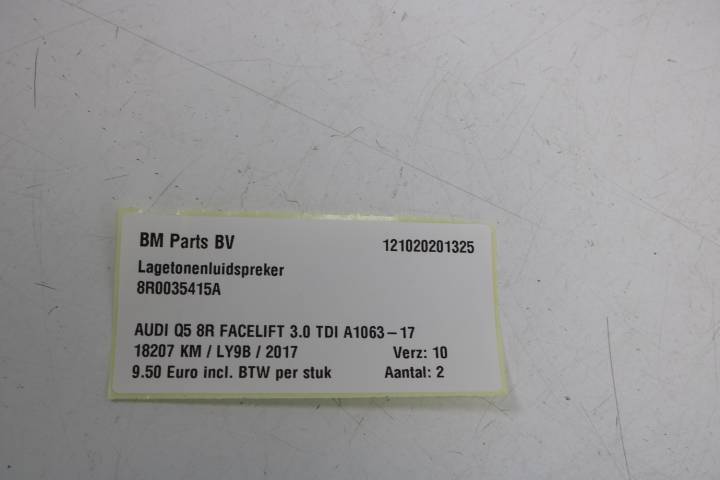 BM Parts BV 121020201325
Lagetonenluidspreker
8R0035415A
AUDI Q5 8R FACELIFT 3.0 TDI A1063-17
18207 KM / LY9B / 2017 Verz: 10
9.50 Euro incl. BTW per stuk Aantal: 2